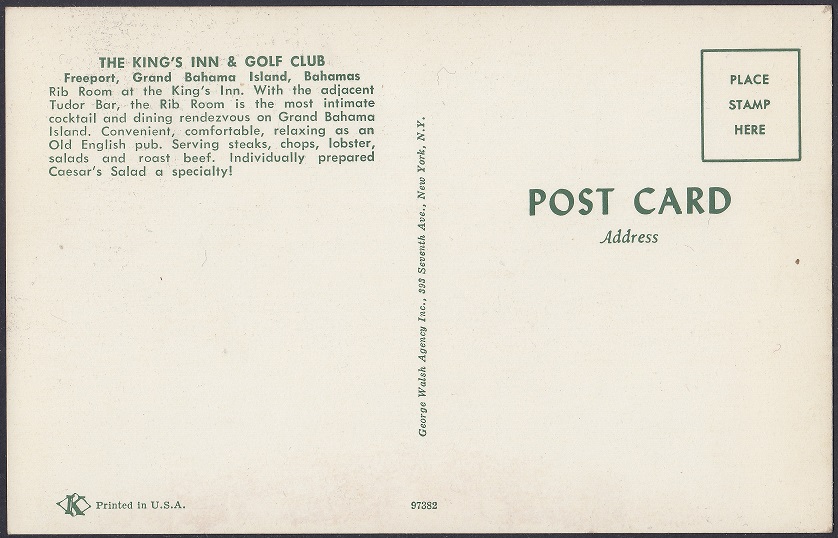 THE KING'S INN & GOLF CLUB
Freeport, Grand Bahama Island, Bahamas
Rib Room at the King's Inn. With the adjacent
Tudor Bar, the Rib Room is the most intimate
cocktail and dining rendezvous on Grand Bahama
Island. Convenient, comfortable, relaxing as an
Old English pub. Serving steaks, chops, lobster,
salads and roast beef. Individually prepared
Caesar's Salad a specialty!
George Walsh Agency Inc., 393 Seventh Ave., New York, N.Y.
PLACE
STAMP
HERE
POST CARD
Address
K
Printed in U.S.A.
97382